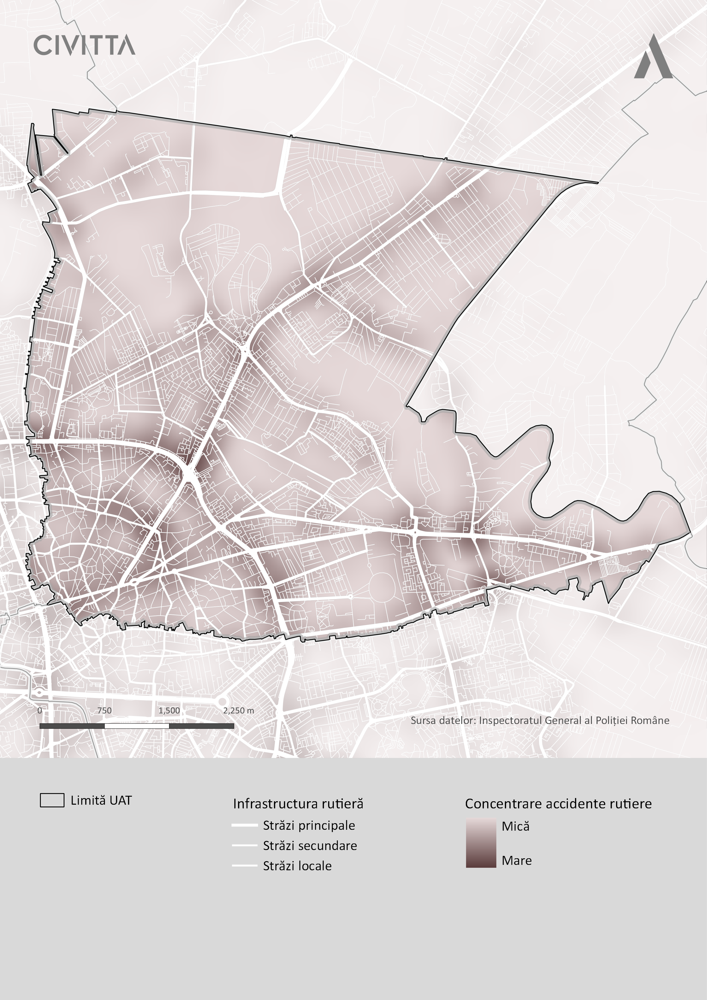 CIVITTA
0 750 1,500 2,250 m
Sursa datelor: Inspectoratul General al Poliției Române
Limită UAT
Infrastructura rutieră
Străzi principale
Străzi secundare
Străzi locale
Concentrare accidente rutiere
Mică
Mare